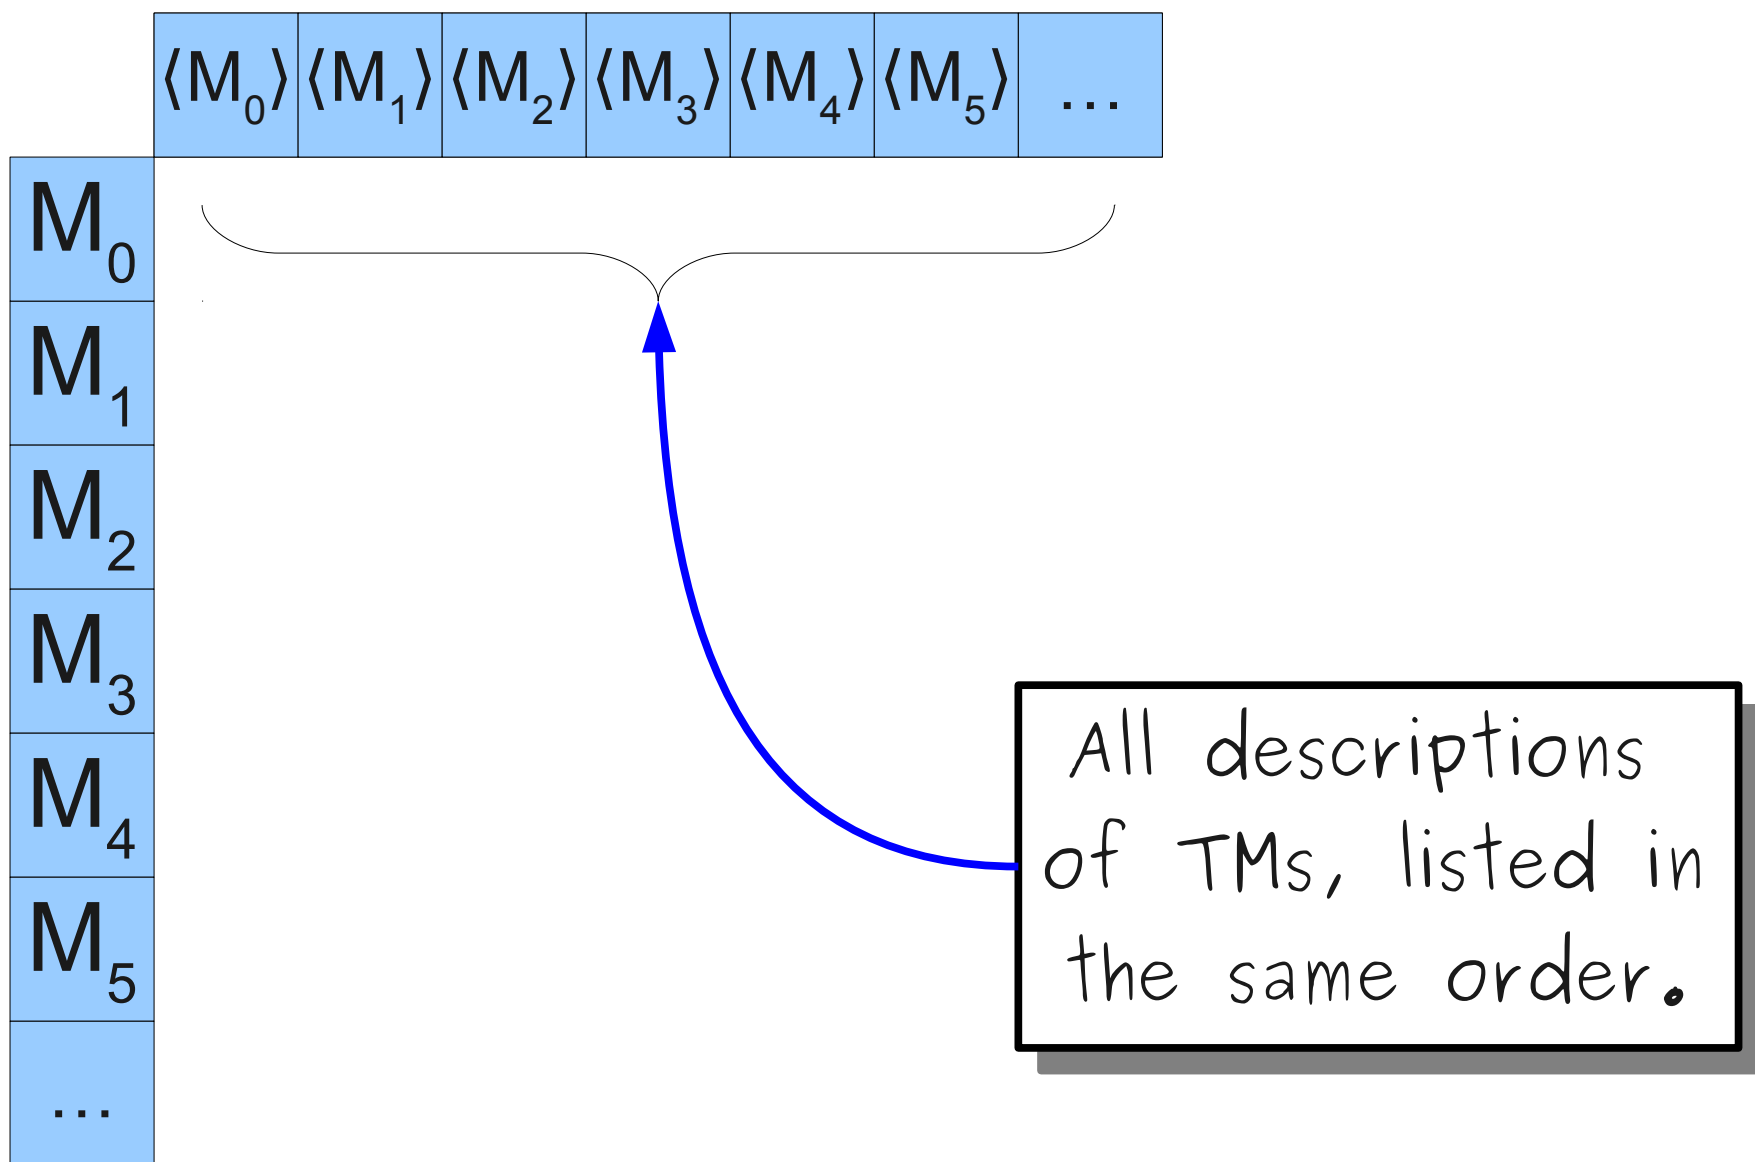 ⟨M₀⟩ ⟨M₁⟩ ⟨M₂⟩ ⟨M₃⟩ ⟨M₄⟩ ⟨M₅⟩ …
M₀
M₁
M₂
M₃
M₄
M₅
…
All descriptions
of TMs, listed in
the same order.